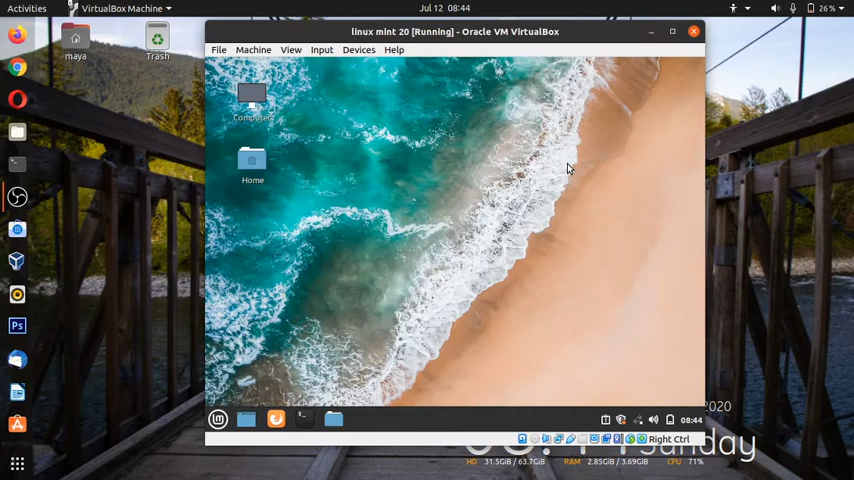 Activities VirtualBox Machine Jul 12 08:44 26%
maya Trash
linux mint 20 [Running] - Oracle VM VirtualBox
File Machine View Input Devices Help
Computer
Home
Ps
lm 08:44
2020
Right Ctrl
sunday
HD 31.5GiB / 63.7GiB RAM 2.85GiB / 3.69GiB CPU 71%